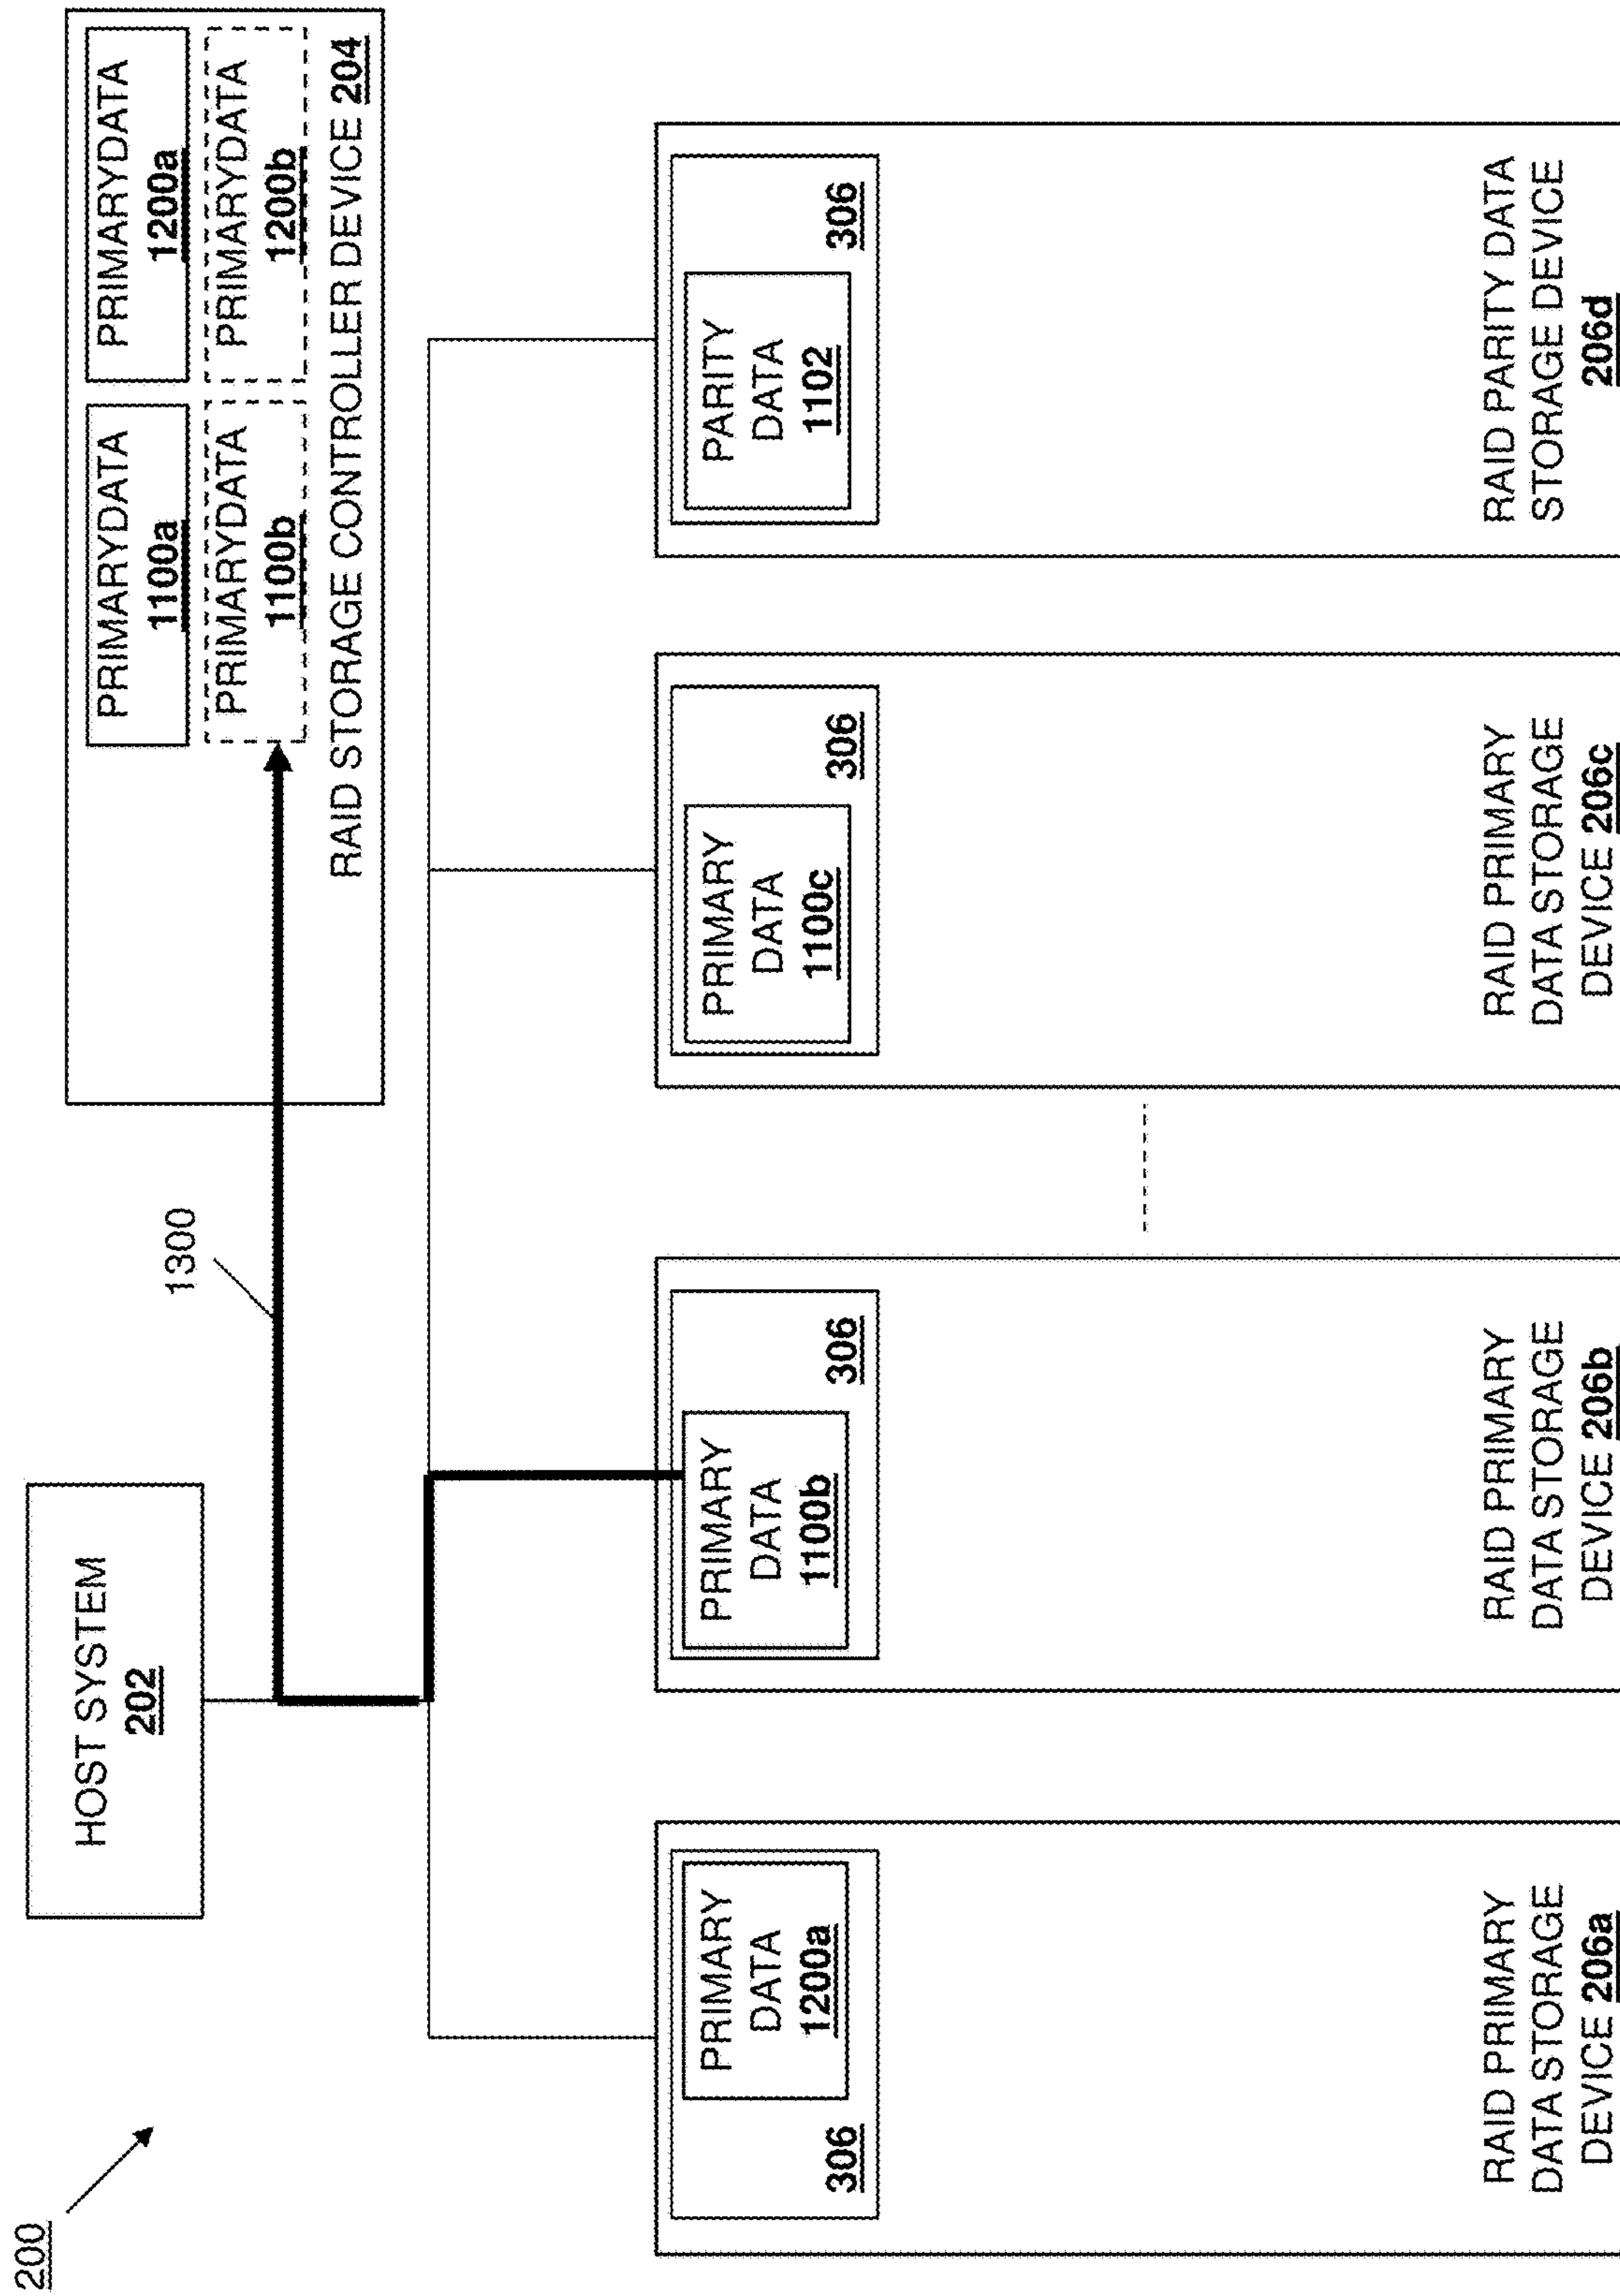 200
HOST SYSTEM
202
1300
PRIMARYDATA
1100a
PRIMARYDATA
1200a
PRIMARYDATA
1100b
PRIMARYDATA
1200b
RAID STORAGE CONTROLLER DEVICE 204
306
PRIMARY
DATA
1200a
RAID PRIMARY
DATA STORAGE
DEVICE 206a
PRIMARY
DATA
1100b
306
RAID PRIMARY
DATA STORAGE
DEVICE 206b
PRIMARY
DATA
1100c
306
RAID PRIMARY
DATA STORAGE
DEVICE 206c
PARITY
DATA
1102
306
RAID PARITY DATA
STORAGE DEVICE
206d